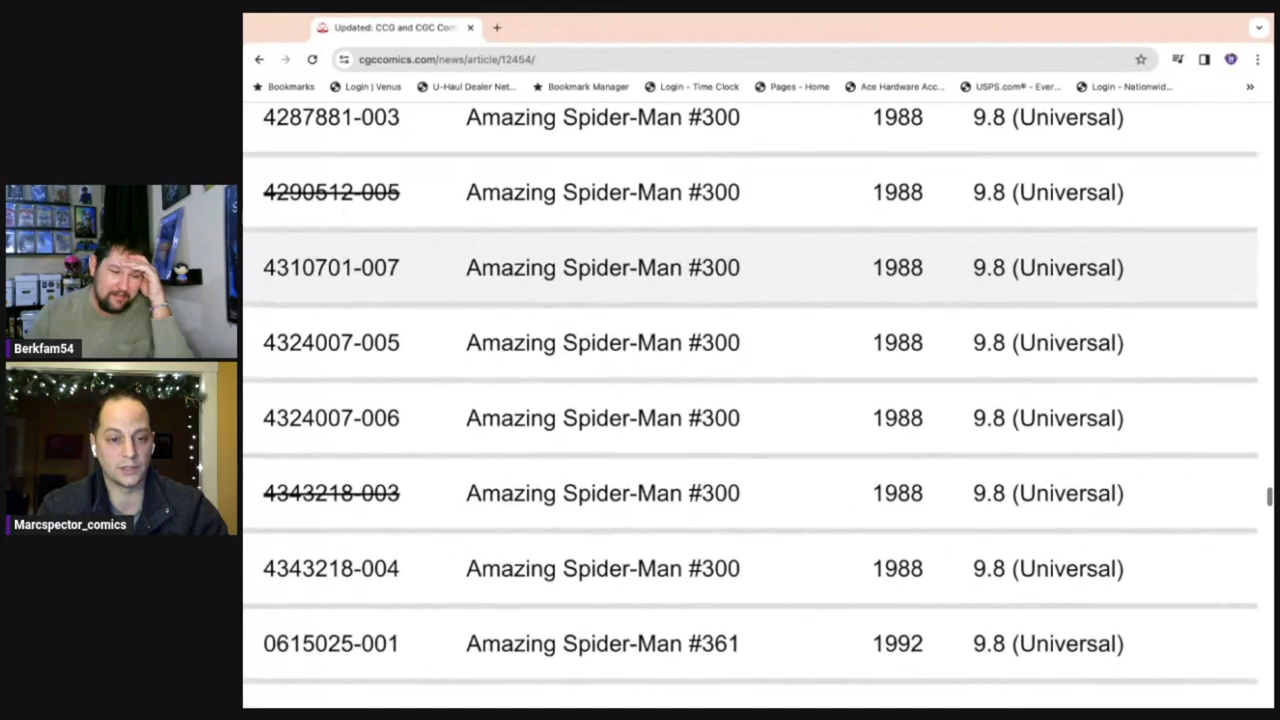 Updated: CCG and CGC Com
cgccomics.com/news/article/12454/
Bookmarks Login | Venus U-Haul Dealer Net... Bookmark Manager Login - Time Clock Pages - Home Ace Hardware Acc... USPS.com® - Ever... Login - Nationwid...
4287881-003 Amazing Spider-Man #300 1988 9.8 (Universal)
4290512-005 Amazing Spider-Man #300 1988 9.8 (Universal)
4310701-007 Amazing Spider-Man #300 1988 9.8 (Universal)
4324007-005 Amazing Spider-Man #300 1988 9.8 (Universal)
4324007-006 Amazing Spider-Man #300 1988 9.8 (Universal)
4343218-003 Amazing Spider-Man #300 1988 9.8 (Universal)
4343218-004 Amazing Spider-Man #300 1988 9.8 (Universal)
0615025-001 Amazing Spider-Man #361 1992 9.8 (Universal)
Berkfam54
Marcspector_comics